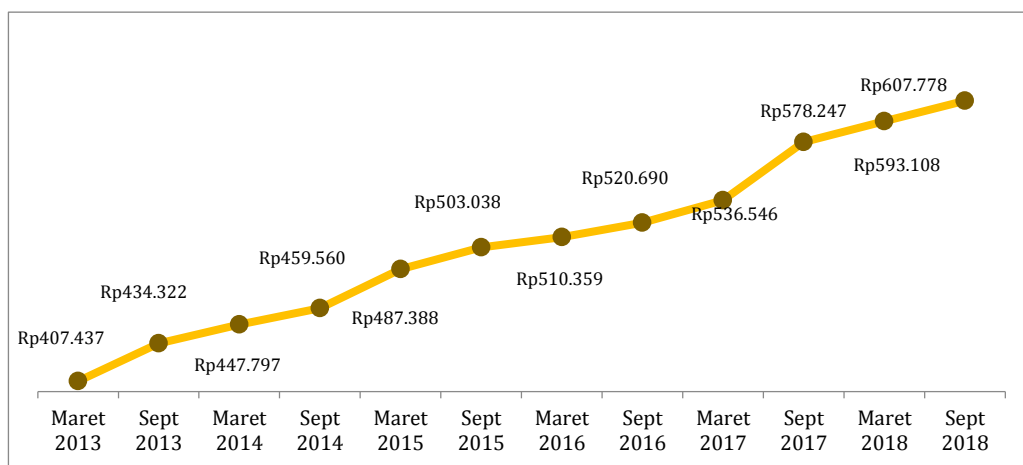 Rp607.778
Rp578.247
Rp593.108
Rp520.690
Rp503.038
Rp536.546
Rp459.560
Rp510.359
Rp434.322
Rp487.388
Rp407.437
Rp447.797
Maret Sept Maret Sept Maret Sept Maret Sept Maret Sept Maret Sept
2013 2013 2014 2014 2015 2015 2016 2016 2017 2017 2018 2018